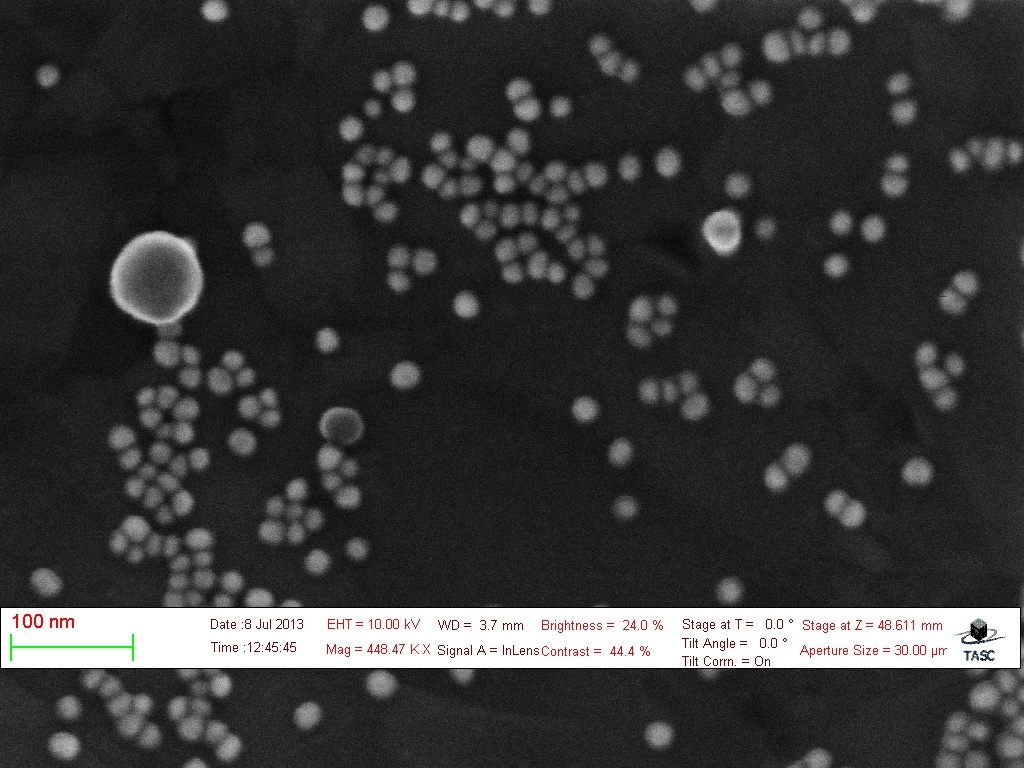 100 nm
Date :8 Jul 2013
Time :12:45:45
EHT = 10.00 kV
Mag = 448.47 K X
WD = 3.7 mm
Signal A = InLens
Brightness = 24.0 %
Contrast = 44.4 %
Stage at T = 0.0 °
Tilt Angle = 0.0 °
Tilt Corrn. = On
Stage at Z = 48.611 mm
Aperture Size = 30.00 µm
TASC